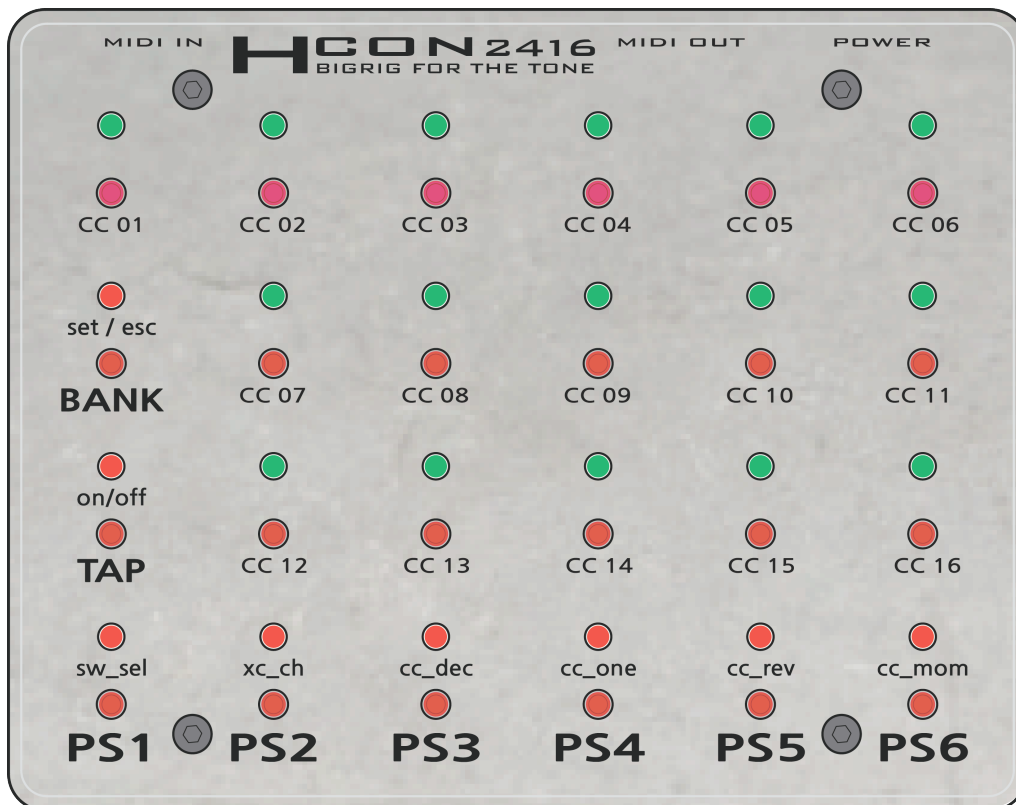 MIDI IN HCON 2416 MIDI OUT POWER
BIGRIG FOR THE TONE
CC 01 CC 02 CC 03 CC 04 CC 05 CC 06
set / esc
BANK CC 07 CC 08 CC 09 CC 10 CC 11
on/off
TAP CC 12 CC 13 CC 14 CC 15 CC 16
sw_sel xc_ch cc_dec cc_one cc_rev cc_mom
PS1 PS2 PS3 PS4 PS5 PS6